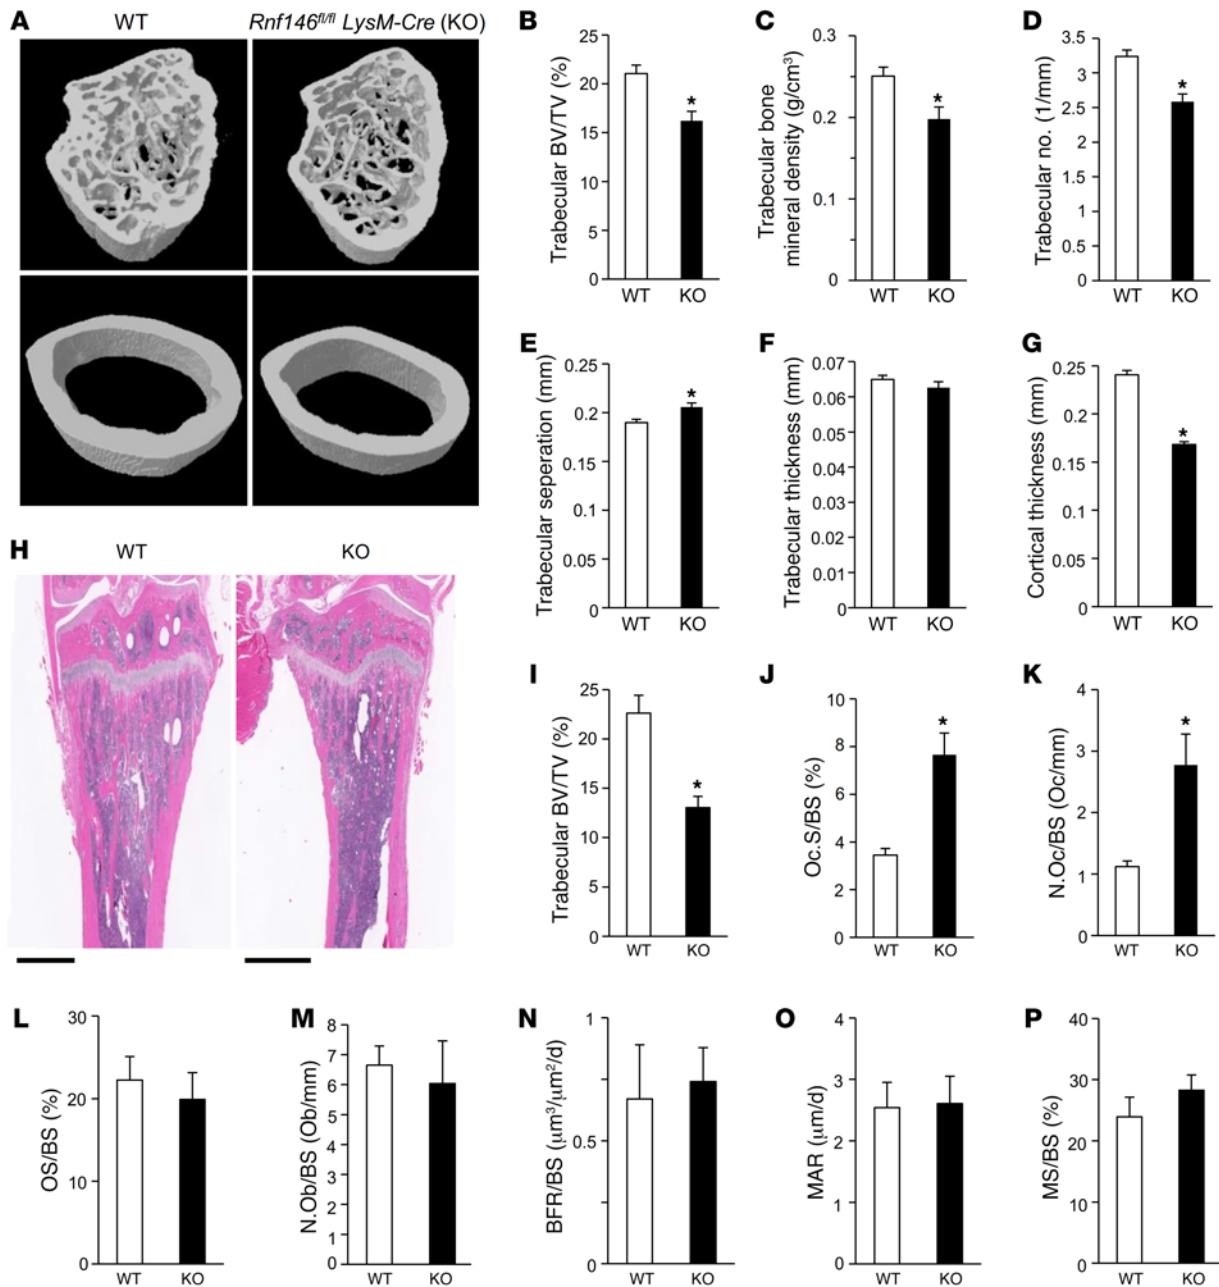 A WT Rnf146fl/fl LysM-Cre (KO)
B
Trabecular BV/TV (%)
25
20
15
10
5
0
WT KO
*
C
Trabecular bone
mineral density (g/cm³)
0.3
0.2
0.1
0
WT KO
*
D
Trabecular no. (1/mm)
3.5
3
2.5
2
1.5
1
0.5
0
WT KO
*
E
Trabecular seperation (mm)
0.25
0.2
0.15
0.1
0.05
0
*
F
Trabecular thickness (mm)
0.07
0.06
0.05
0.04
0.03
0.02
0.01
0
G
Cortical thickness (mm)
0.25
0.2
0.15
0.1
0.05
0
*
H WT KO
I
Trabecular BV/TV (%)
25
20
15
10
5
0
WT KO
*
J
Oc.S/BS (%)
10
8
6
4
2
0
WT KO
*
K
N.Oc/BS (Oc/mm)
4
3
2
1
0
WT KO
*
L
OS/BS (%)
30
20
10
0
WT KO
M
N.Ob/BS (Ob/mm)
8
7
6
5
4
3
2
1
0
WT KO
N
BFR/BS (μm³/μm²/d)
1
0.5
0
WT KO
O
MAR (μm/d)
4
3
2
1
0
WT KO
P
MS/BS (%)
40
30
20
10
0
WT KO